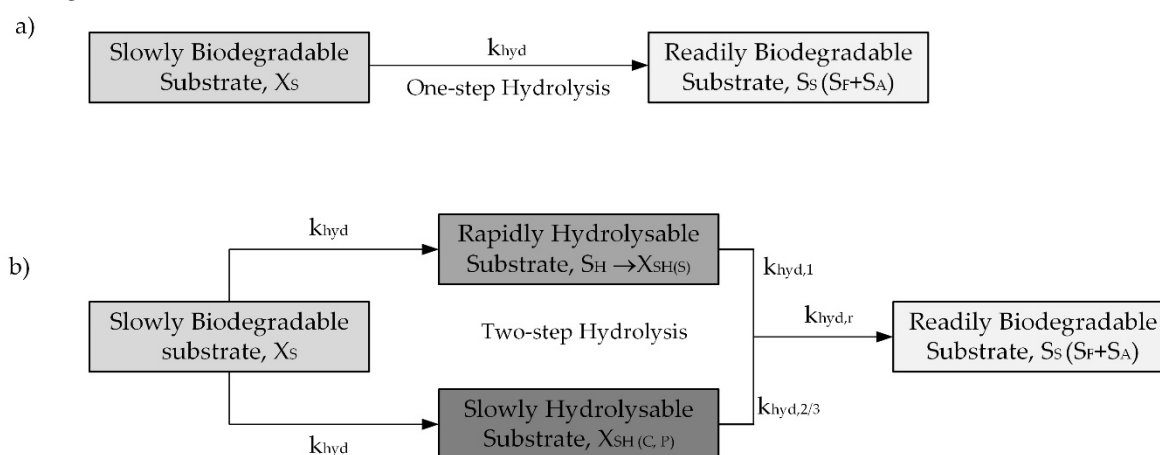 a)
Slowly Biodegradable
Substrate, XS
khyd
One-step Hydrolysis
Readily Biodegradable
Substrate, SS (SF+SA)
b)
Slowly Biodegradable
substrate, XS
khyd
khyd
Rapidly Hydrolysable
Substrate, SH → XSH(S)
Two-step Hydrolysis
Slowly Hydrolysable
Substrate, XSH (C, P)
khyd,1
khyd,2/3
khyd,r
Readily Biodegradable
Substrate, SS (SF+SA)